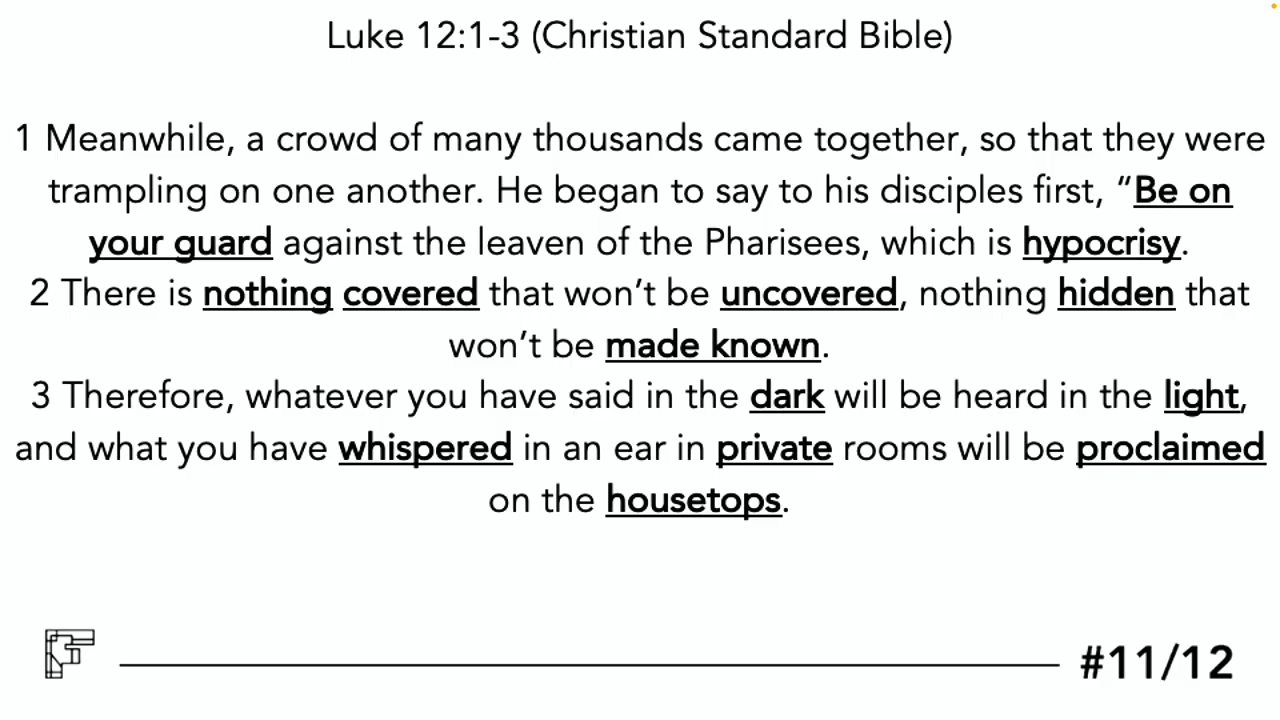 Luke 12:1-3 (Christian Standard Bible)
1 Meanwhile, a crowd of many thousands came together, so that they were
trampling on one another. He began to say to his disciples first, “Be on
your guard against the leaven of the Pharisees, which is hypocrisy.
2 There is nothing covered that won’t be uncovered, nothing hidden that
won’t be made known.
3 Therefore, whatever you have said in the dark will be heard in the light,
and what you have whispered in an ear in private rooms will be proclaimed
on the housetops.
#11/12